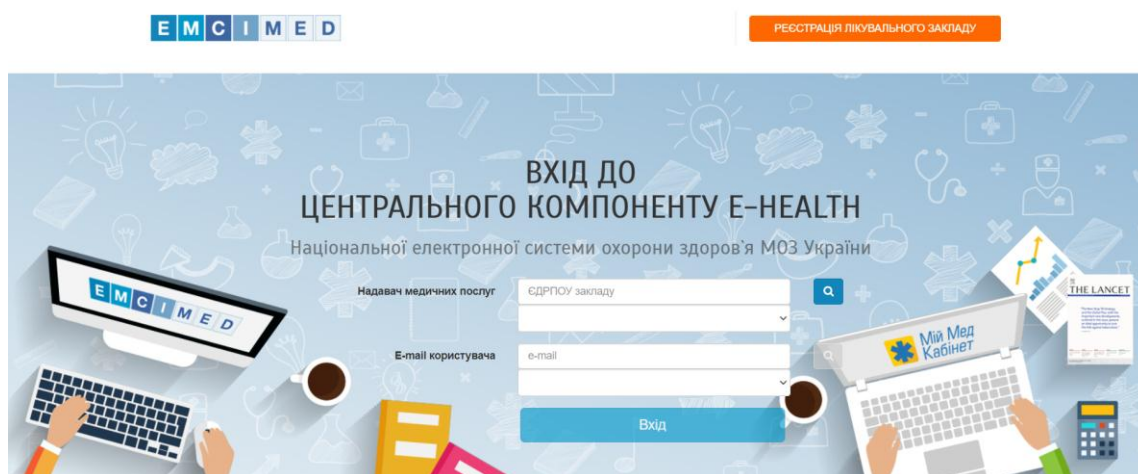 EMCIMED
РЕЄСТРАЦІЯ ЛІКУВАЛЬНОГО ЗАКЛАДУ
ВХІД ДО
ЦЕНТРАЛЬНОГО КОМПОНЕНТУ E-HEALTH
Національної електронної системи охорони здоров'я МОЗ України
Надавач медичних послуг
ЄДРПОУ закладу
E-mail користувача
e-mail
Вхід
EMCIMED
Мій Мед
Кабінет
THE LANCET